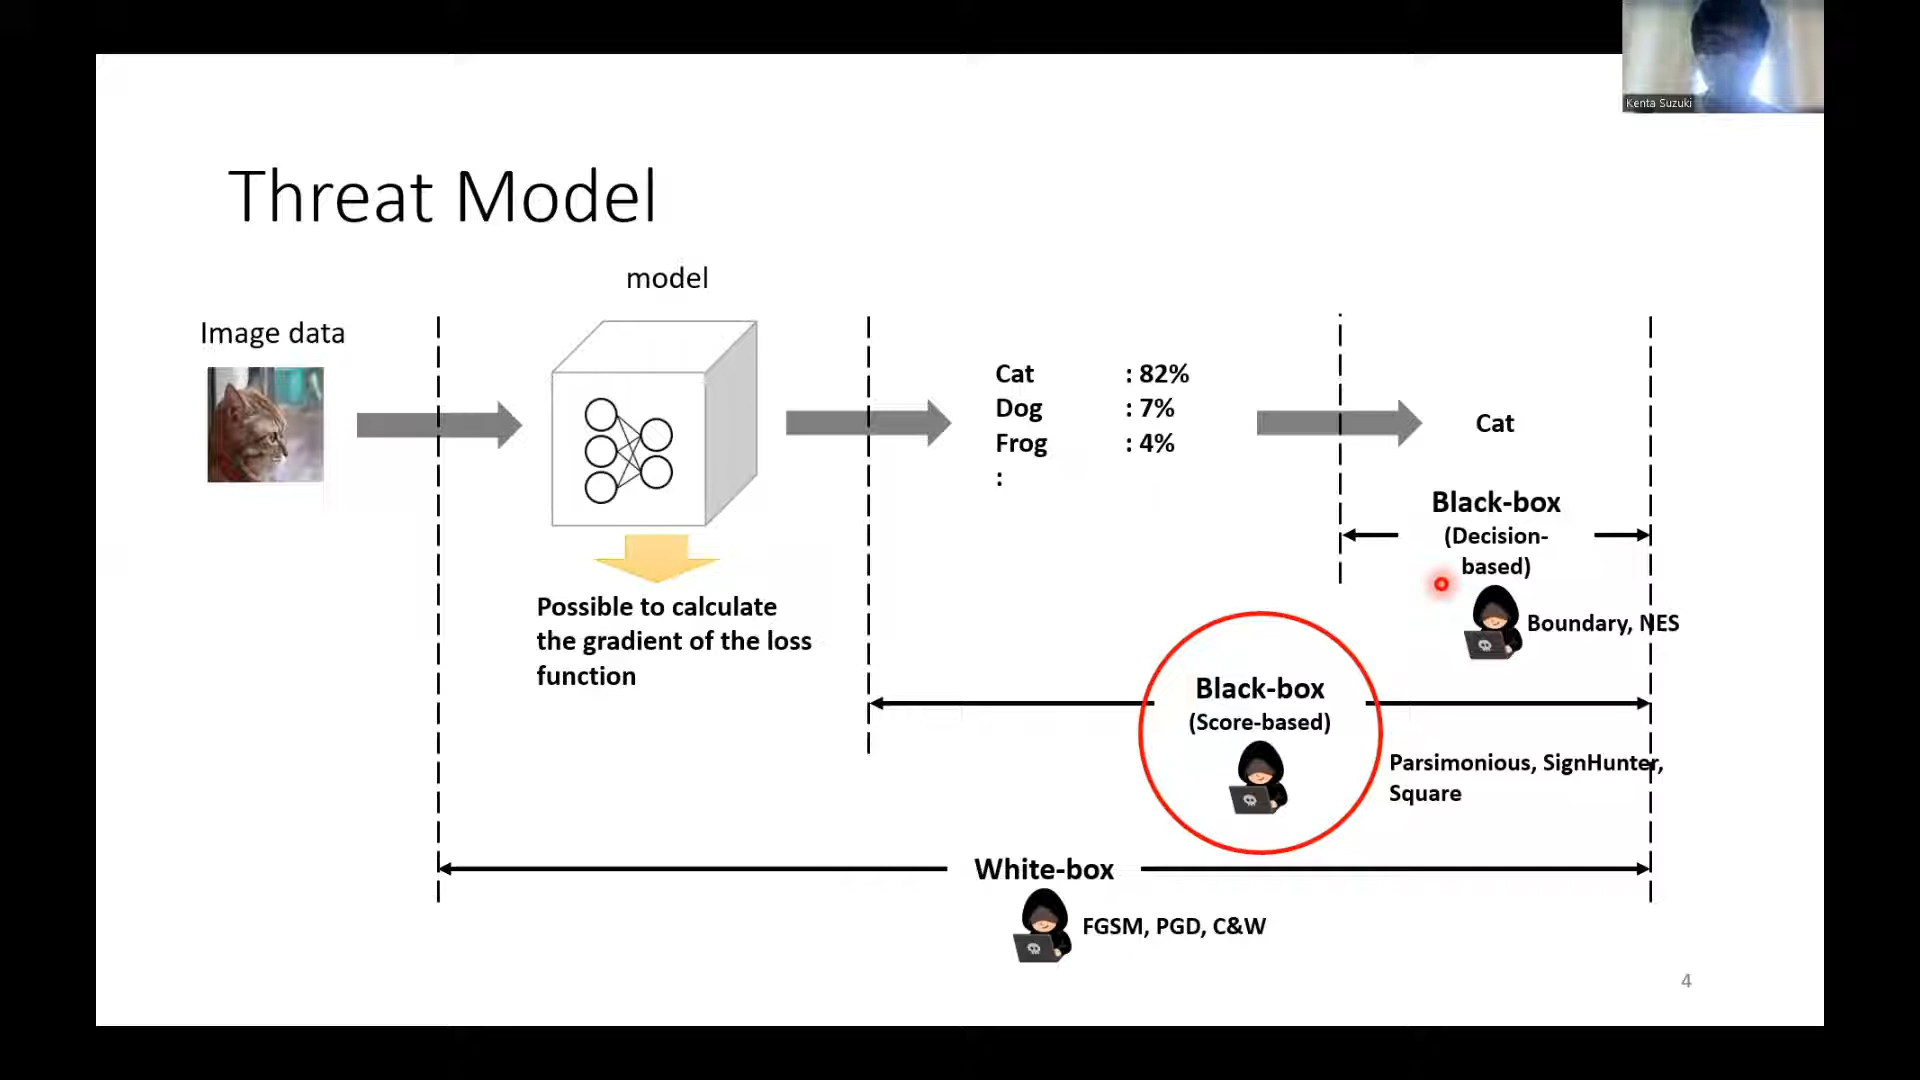 Kenta Suzuki
Threat Model
model
Image data
Cat : 82%
Dog : 7%
Frog : 4%
:
Cat
Black-box
(Decision-
based)
Boundary, NES
Possible to calculate
the gradient of the loss
function
Black-box
(Score-based)
Parsimonious, SignHunter,
Square
White-box
FGSM, PGD, C&W
4